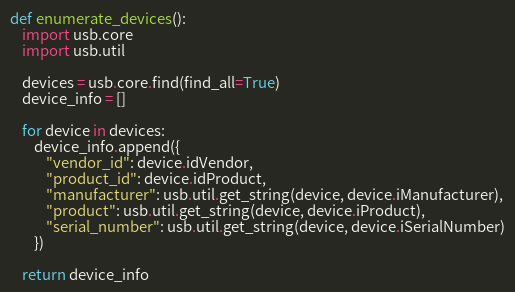 def enumerate_devices():
    import usb.core
    import usb.util

    devices = usb.core.find(find_all=True)
    device_info = []

    for device in devices:
        device_info.append({
            "vendor_id": device.idVendor,
            "product_id": device.idProduct,
            "manufacturer": usb.util.get_string(device, device.iManufacturer),
            "product": usb.util.get_string(device, device.iProduct),
            "serial_number": usb.util.get_string(device, device.iSerialNumber)
        })

    return device_info